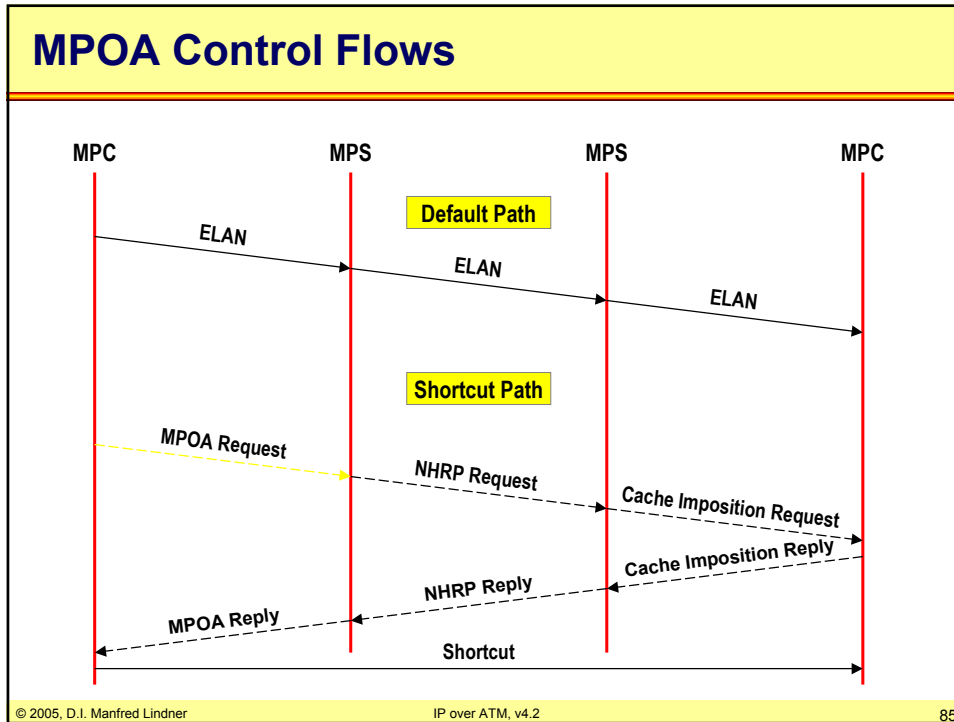 MPOA Control Flows
MPC
MPS
MPS
MPC
Default Path
ELAN
ELAN
ELAN
Shortcut Path
MPOA Request
NHRP Request
Cache Imposition Request
Cache Imposition Reply
NHRP Reply
MPOA Reply
Shortcut
© 2005, D.I. Manfred Lindner
IP over ATM, v4.2
85